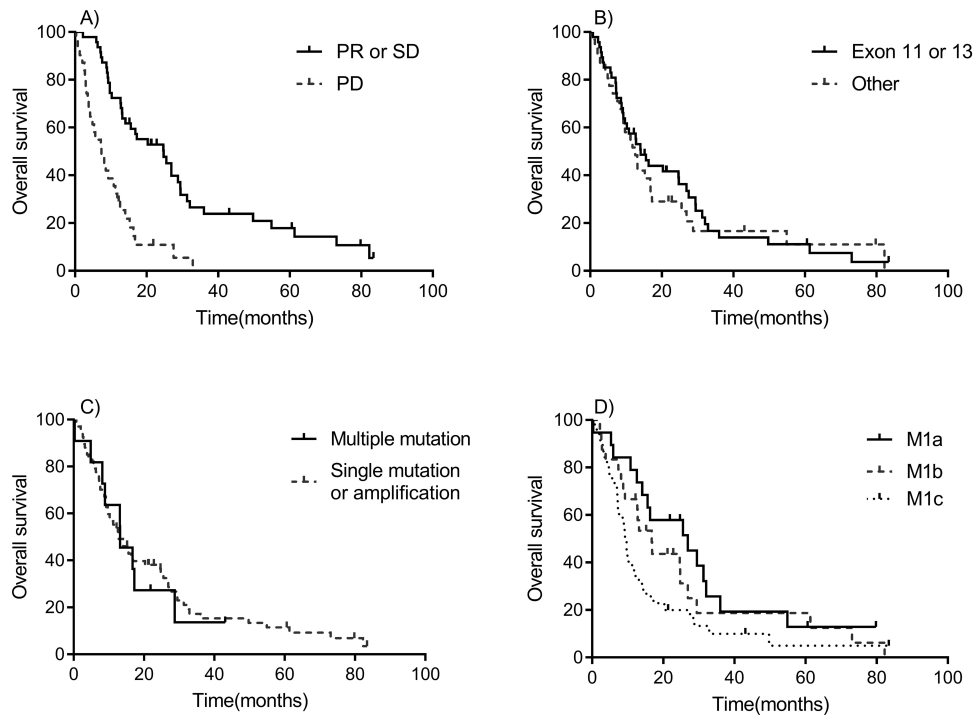 A)
PR or SD
PD
Overall survival
100
80
60
40
20
0
0 20 40 60 80 100
Time(months)
B)
Exon 11 or 13
Other
Overall survival
100
80
60
40
20
0
0 20 40 60 80 100
Time(months)
C)
Multiple mutation
Single mutation
or amplification
Overall survival
100
80
60
40
20
0
0 20 40 60 80 100
Time(months)
D)
M1a
M1b
M1c
Overall survival
100
80
60
40
20
0
0 20 40 60 80 100
Time(months)